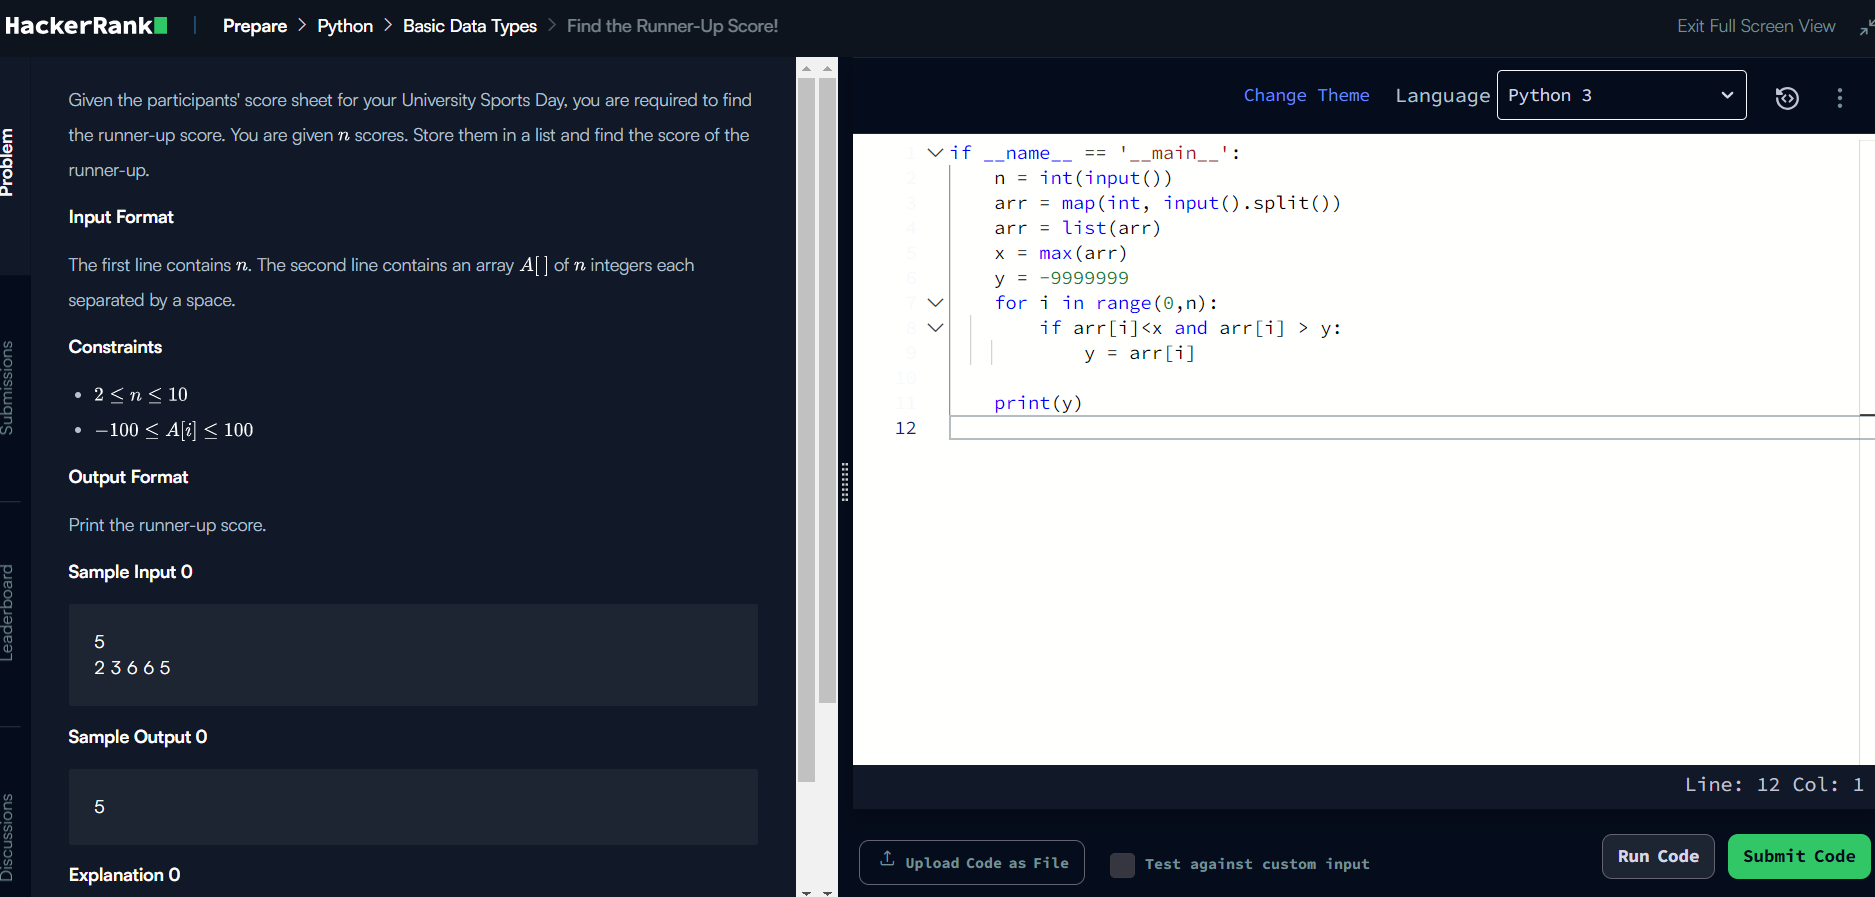 HackerRank
Prepare > Python > Basic Data Types > Find the Runner-Up Score!
Exit Full Screen View
Problem
Submissions
Leaderboard
Discussions
Given the participants' score sheet for your University Sports Day, you are required to find
the runner-up score. You are given n scores. Store them in a list and find the score of the
runner-up.
Input Format
The first line contains n. The second line contains an array A[] of n integers each
separated by a space.
Constraints
• 2 ≤ n ≤ 10
• −100 ≤ A[i] ≤ 100
Output Format
Print the runner-up score.
Sample Input 0
5
2 3 6 6 5
Sample Output 0
5
Explanation 0
Change Theme
Language
Python 3
1 if __name__ == '__main__':
2     n = int(input())
3     arr = map(int, input().split())
4     arr = list(arr)
5     x = max(arr)
6     y = -9999999
7     for i in range(0,n):
8         if arr[i]<x and arr[i] > y:
9             y = arr[i]
10
11     print(y)
12
Line: 12 Col: 1
Upload Code as File
Test against custom input
Run Code
Submit Code